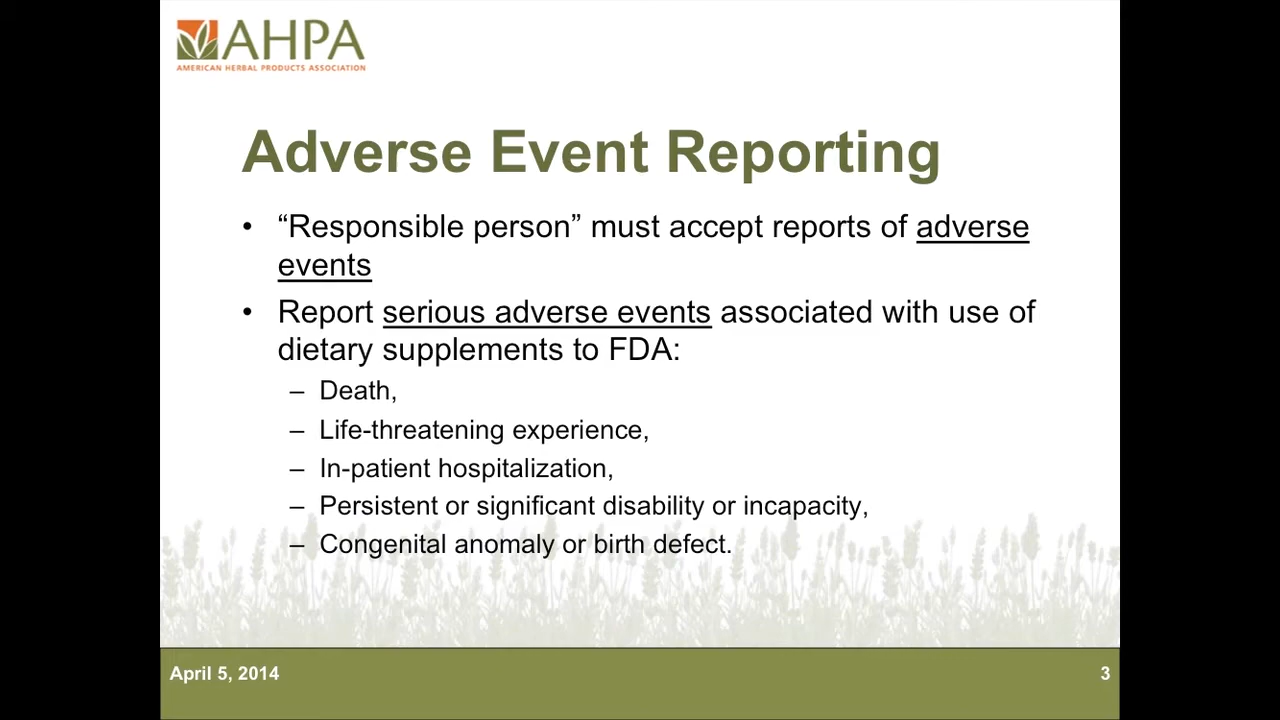 AHPA
AMERICAN HERBAL PRODUCTS ASSOCIATION
Adverse Event Reporting
• “Responsible person” must accept reports of adverse
events
• Report serious adverse events associated with use of
dietary supplements to FDA:
– Death,
– Life-threatening experience,
– In-patient hospitalization,
– Persistent or significant disability or incapacity,
– Congenital anomaly or birth defect.
April 5, 2014
3